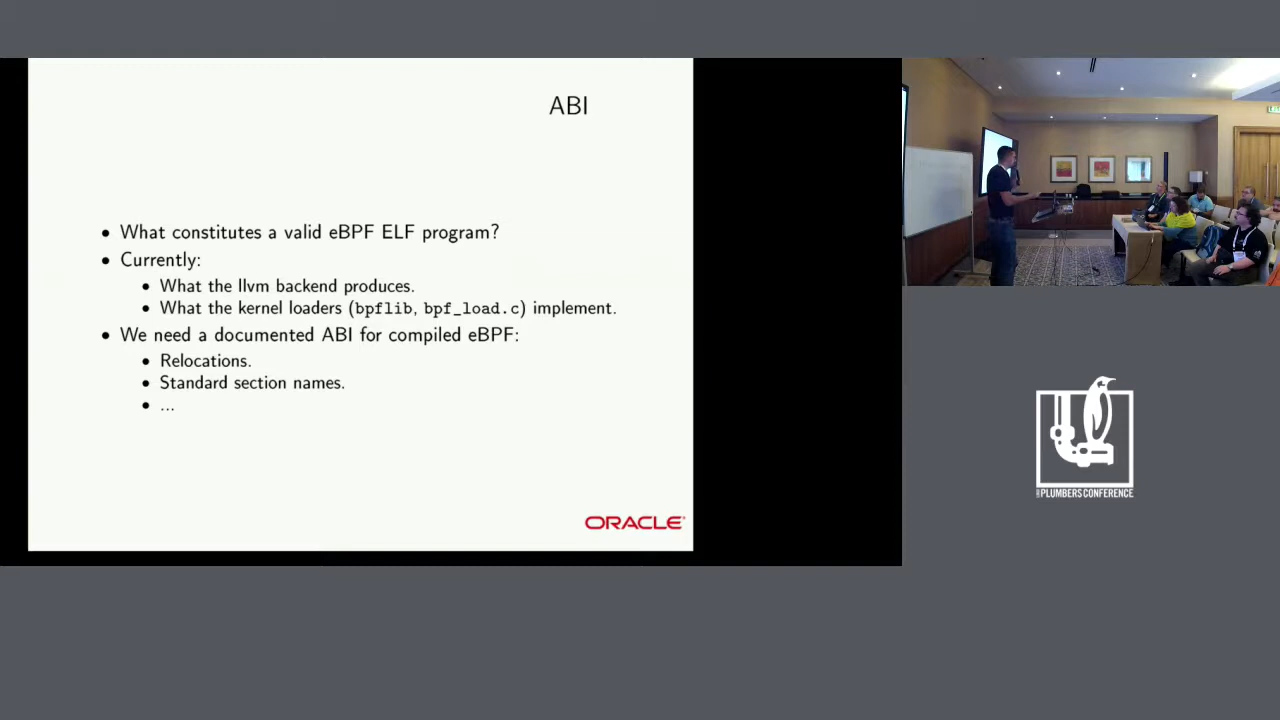 ABI
• What constitutes a valid eBPF ELF program?
• Currently:
• What the llvm backend produces.
• What the kernel loaders (bpflib, bpf_load.c) implement.
• We need a documented ABI for compiled eBPF:
• Relocations.
• Standard section names.
• ...
ORACLE
PLUMBERS CONFERENCE